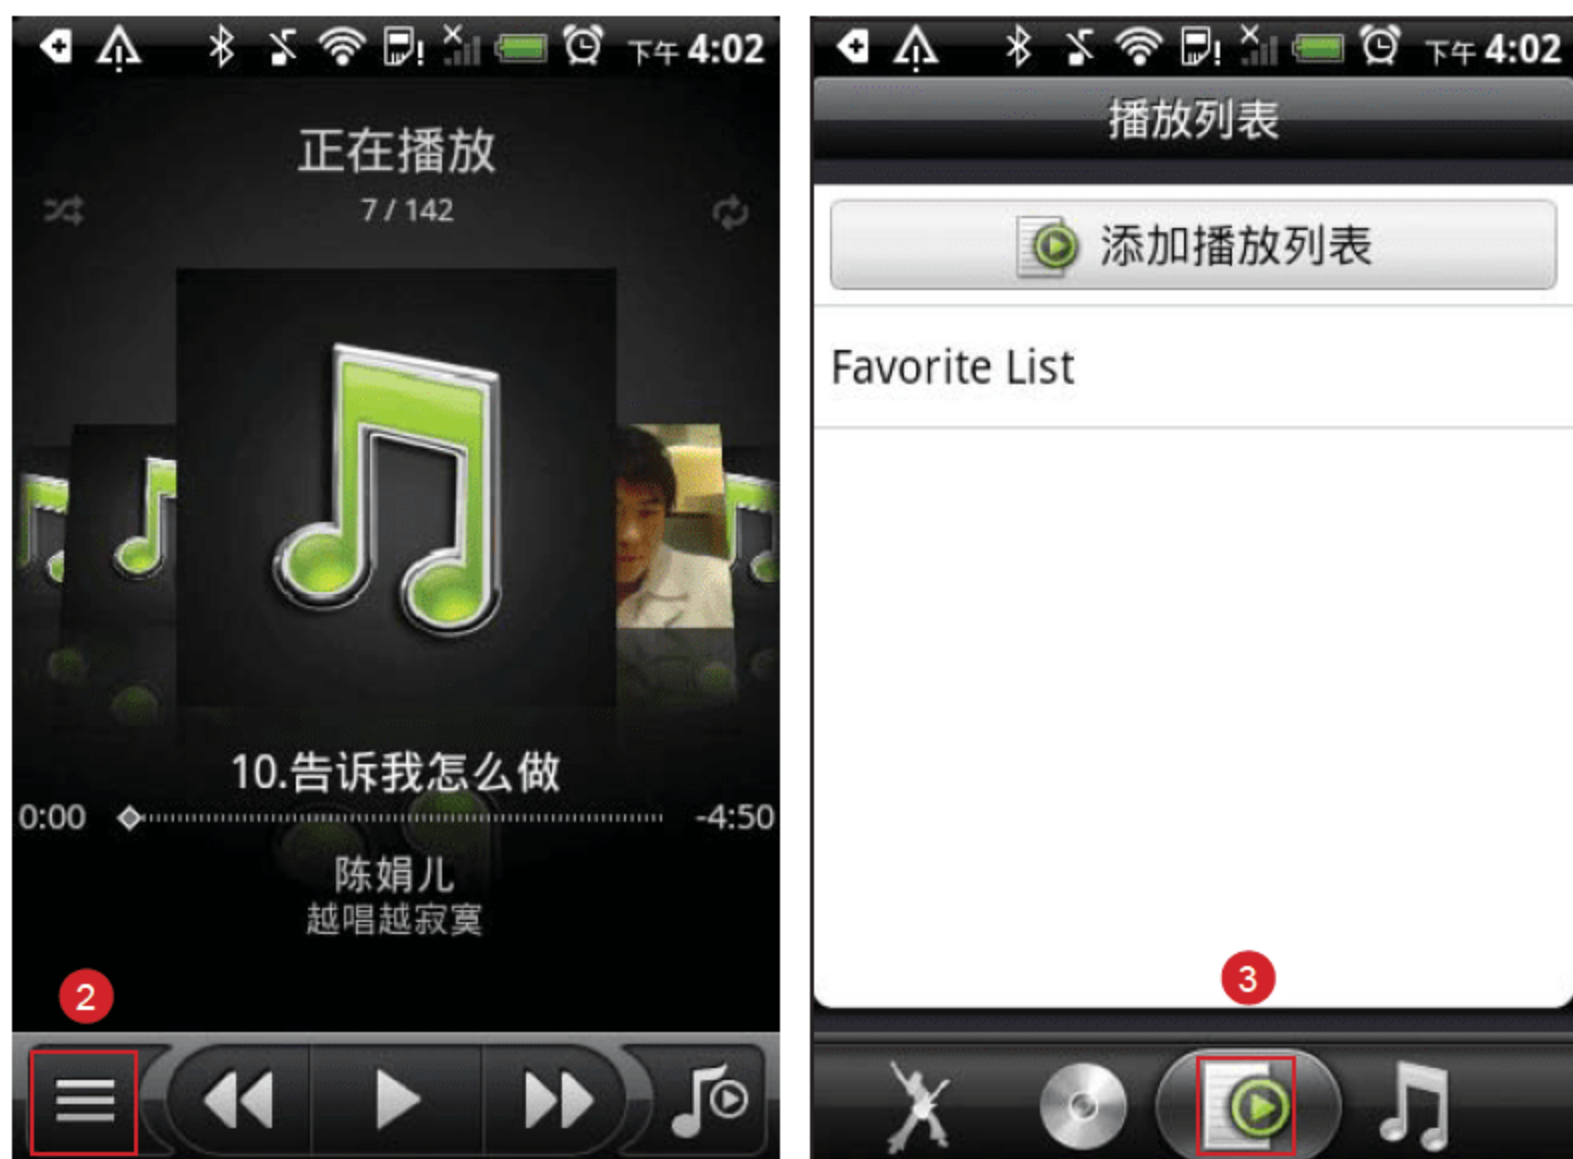 下午 4:02
正在播放
7 / 142
10.告诉我怎么做
0:00
-4:50
陈娟儿
越唱越寂寞
2
下午 4:02
播放列表
添加播放列表
Favorite List
3